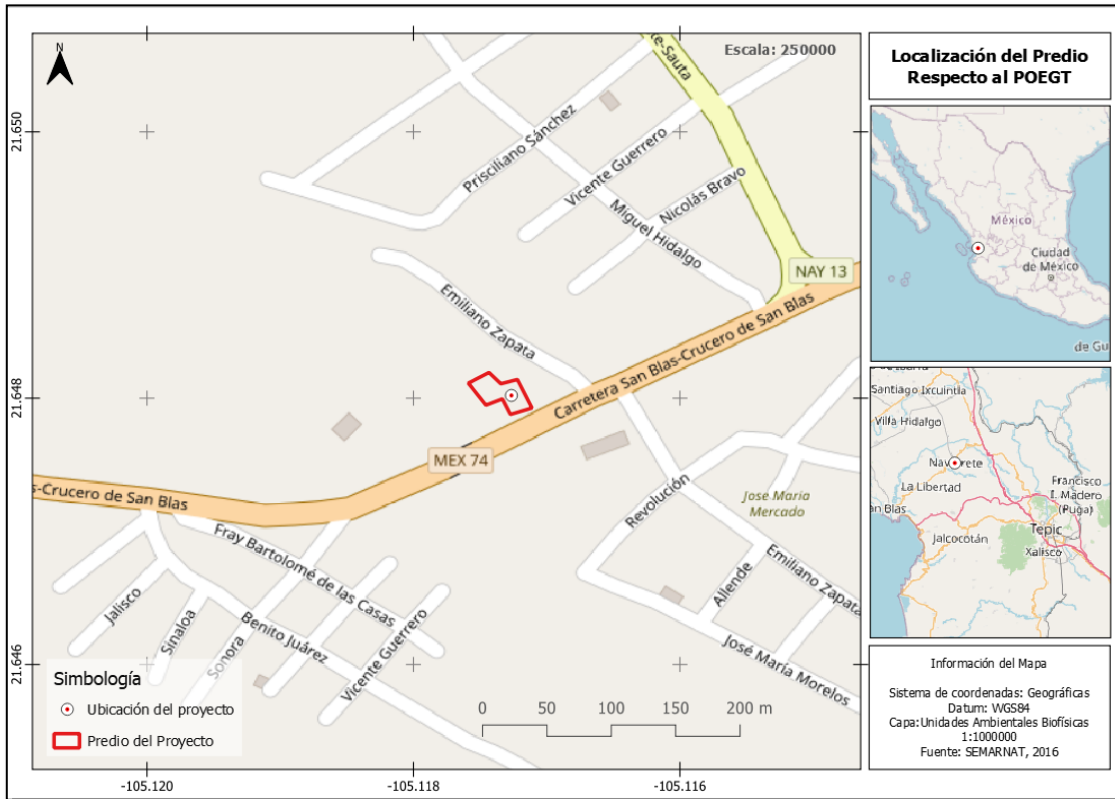 N
Escala: 250000
te-Sauta
Prisciliano Sánchez
Vicente Guerrero
Nicolás Bravo
Miguel Hidalgo
NAY 13
Emiliano Zapata
Carretera San Blas-Crucero de San Blas
MEX 74
s-Crucero de San Blas
Revolución
José María
Mercado
Fray Bartolomé de las Casas
Emiliano Zapata
Allende
Jalisco
Sinaloa
Sonora
Benito Juárez
Vicente Guerrero
José María Morelos
Simbología
Ubicación del proyecto
Predio del Proyecto
0 50 100 150 200 m
21.650
21.648
21.646
-105.120
-105.118
-105.116
Localización del Predio
Respecto al POEGT
México
Ciudad
de México
de Gu
Santiago Ixcuintla
Villa Hidalgo
Navarrete
La Libertad
Francisco
I. Madero
(Puga)
an Blas
Tepic
Jalcocotán
Xalisco
Información del Mapa
Sistema de coordenadas: Geográficas
Datum: WGS84
Capa:Unidades Ambientales Biofísicas
1:1000000
Fuente: SEMARNAT, 2016